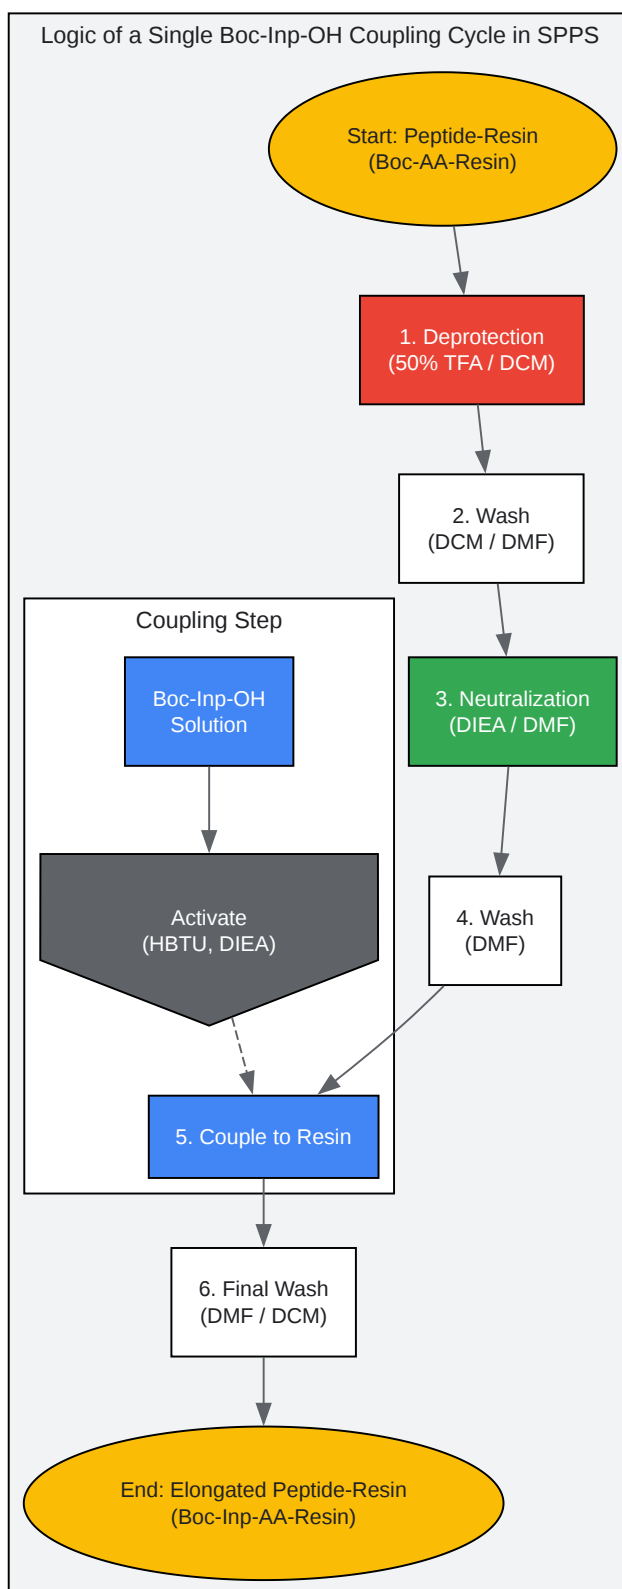 Logic of a Single Boc-Inp-OH Coupling Cycle in SPPS
Start: Peptide-Resin
(Boc-AA-Resin)
1. Deprotection
(50% TFA / DCM)
2. Wash
(DCM / DMF)
3. Neutralization
(DIEA / DMF)
4. Wash
(DMF)
Coupling Step
Boc-Inp-OH
Solution
Activate
(HBTU, DIEA)
5. Couple to Resin
6. Final Wash
(DMF / DCM)
End: Elongated Peptide-Resin
(Boc-Inp-AA-Resin)